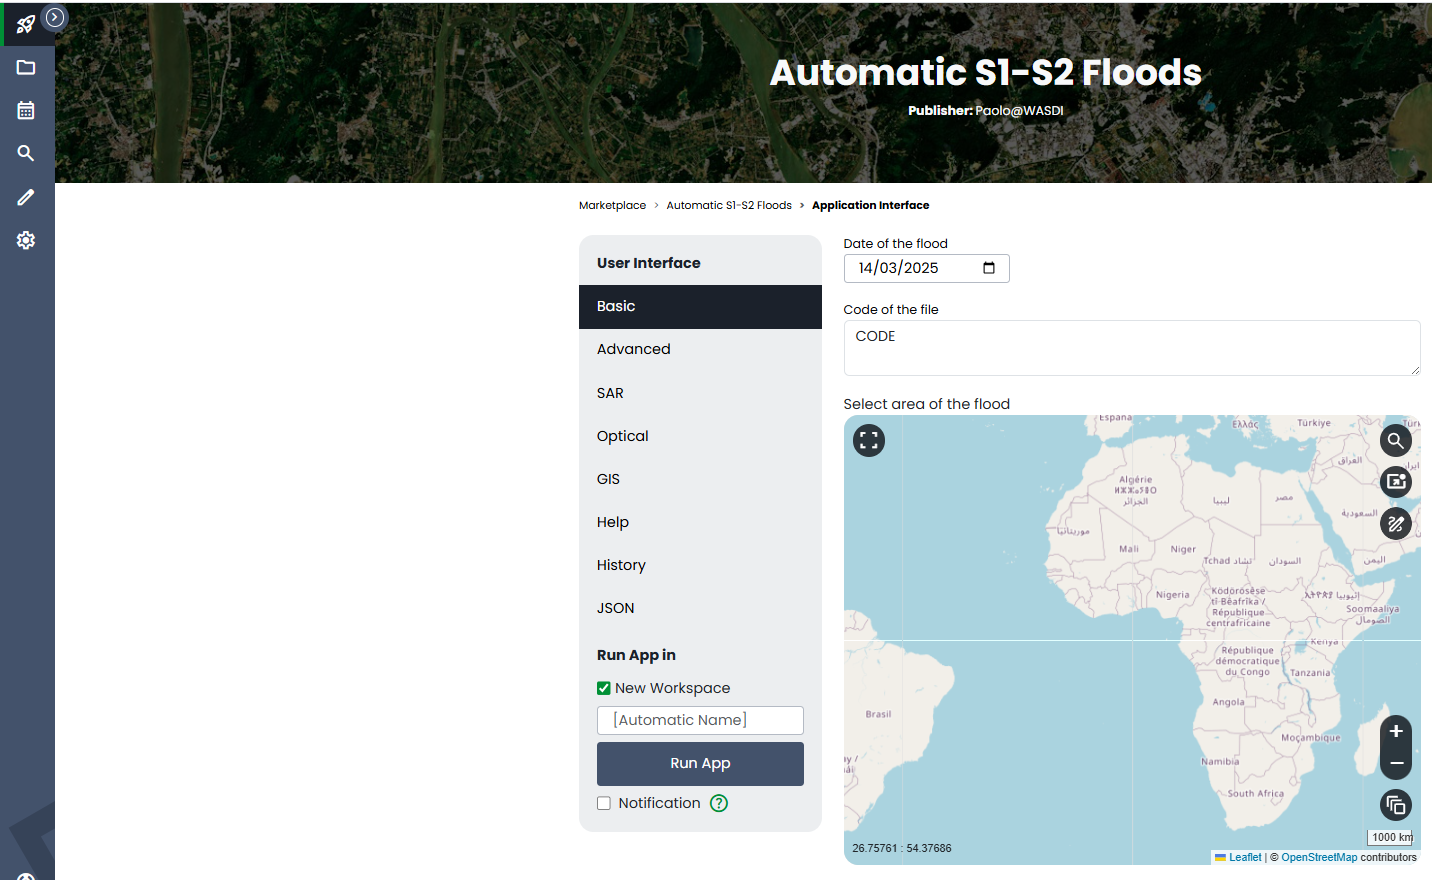 Automatic S1-S2 Floods
Publisher: Paolo@WASDI
Marketplace > Automatic S1-S2 Floods > Application Interface
User Interface
Basic
Advanced
SAR
Optical
GIS
Help
History
JSON
Run App in
New Workspace
[Automatic Name]
Run App
Notification ?
Date of the flood
14/03/2025
Code of the file
CODE
Select area of the flood
España
Ελλάς
Türkiye
العراق
Algérie
ⵍⵣⵣⴰⵢⴻⵔ
الجزائر
ليبيا
مصر
السعودية
موريتانيا
Mali
Niger
Tchad تشاد
السودان
اليمن
Nigeria
Ködörösêse
tî Bêafrîka /
République
centrafricaine
ኢትዮጵያ إثيوبيا
Soomaaliya
الصومال
Kenya
République
démocratique
du Congo
Tanzania
Brasil
Angola
Moçambique
Namibia
South Africa
+
−
1000 km
26.75761 : 54.37686
Leaflet | © OpenStreetMap contributors